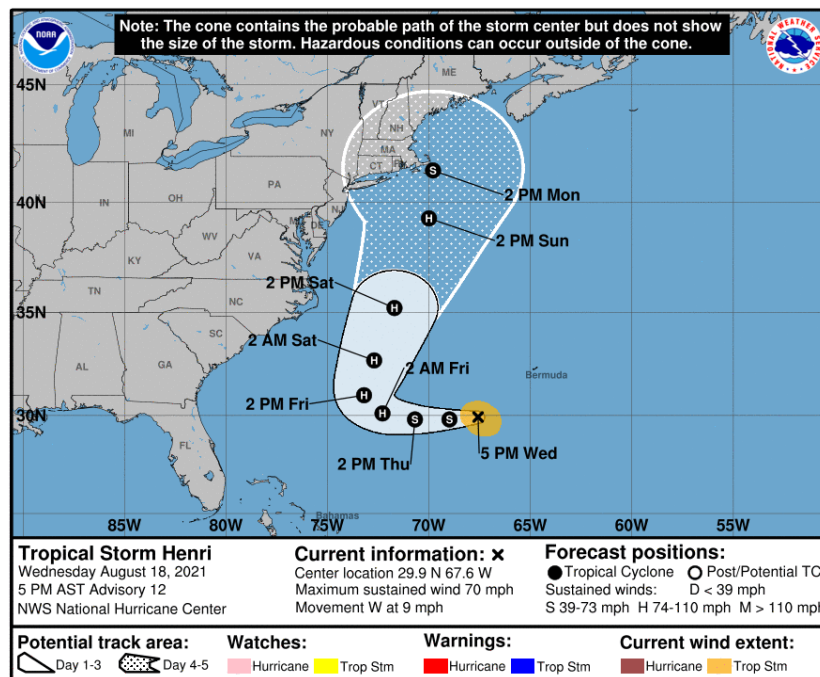 Note: The cone contains the probable path of the storm center but does not show
the size of the storm. Hazardous conditions can occur outside of the cone.
NOAA
NATIONAL WEATHER SERVICE
ME
45N
VT
MI
NH
NY
MA
CT
RI
S
40N
PA
2 PM Mon
IN
OH
NJ
H
MD
DE
2 PM Sun
WV
KY
VA
2 PM Sat
TN
NC
35N
H
SC
2 AM Sat
AL
GA
H
2 AM Fri
Bermuda
2 PM Fri
H
30N
H
S
S
FL
2 PM Thu
5 PM Wed
Bahamas
85W
80W
75W
70W
65W
60W
55W
Tropical Storm Henri
Wednesday August 18, 2021
5 PM AST Advisory 12
NWS National Hurricane Center
Current information: x
Center location 29.9 N 67.6 W
Maximum sustained wind 70 mph
Movement W at 9 mph
Forecast positions:
Tropical Cyclone Post/Potential TC
Sustained winds: D < 39 mph
S 39-73 mph H 74-110 mph M > 110 mph
Potential track area:
Day 1-3 Day 4-5
Watches:
Hurricane Trop Stm
Warnings:
Hurricane Trop Stm
Current wind extent:
Hurricane Trop Stm